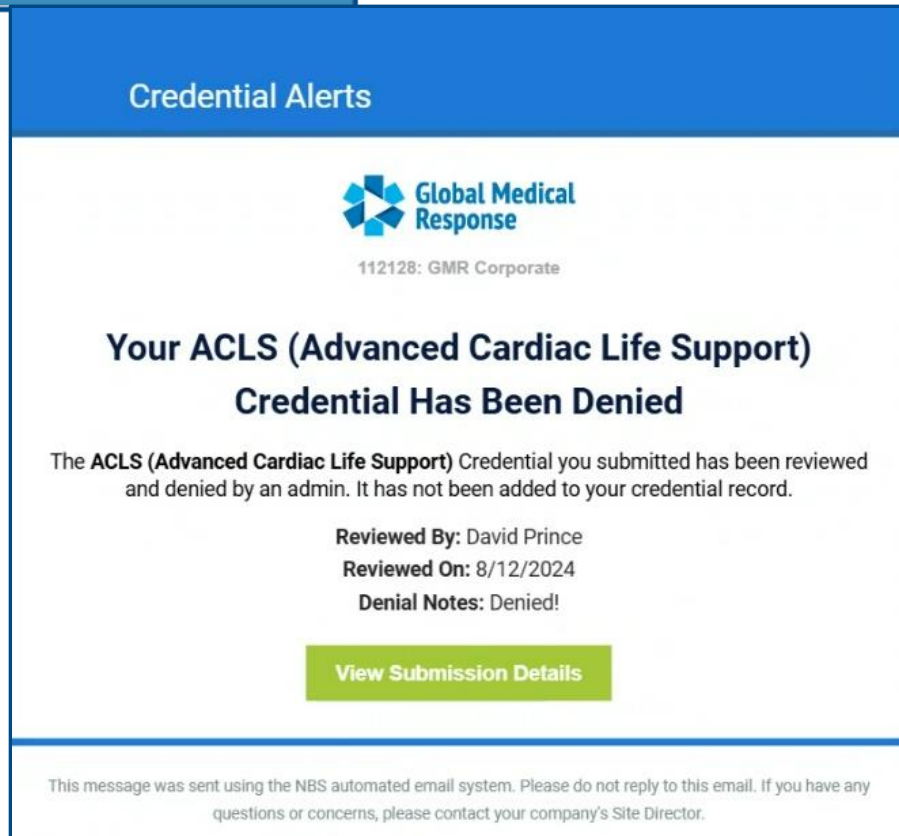 Credential Alerts
Global Medical
Response
112128: GMR Corporate
Your ACLS (Advanced Cardiac Life Support)
Credential Has Been Denied
The ACLS (Advanced Cardiac Life Support) Credential you submitted has been reviewed
and denied by an admin. It has not been added to your credential record.
Reviewed By: David Prince
Reviewed On: 8/12/2024
Denial Notes: Denied!
View Submission Details
This message was sent using the NBS automated email system. Please do not reply to this email. If you have any
questions or concerns, please contact your company's Site Director.